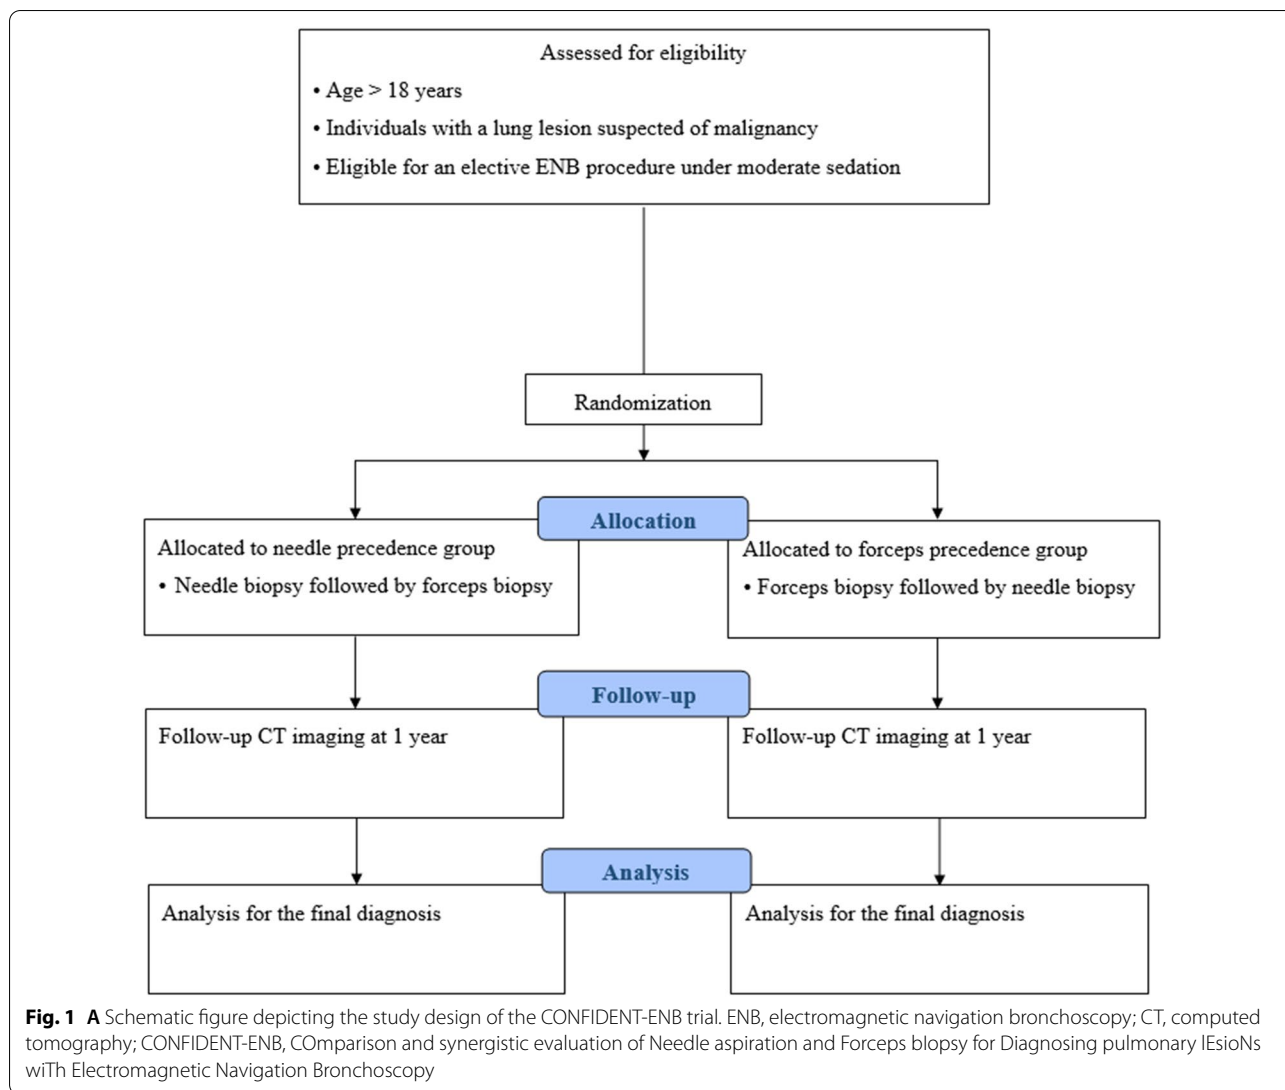 Assessed for eligibility
• Age > 18 years
• Individuals with a lung lesion suspected of malignancy
• Eligible for an elective ENB procedure under moderate sedation
Randomization
Allocation
Allocated to needle precedence group
• Needle biopsy followed by forceps biopsy
Allocated to forceps precedence group
• Forceps biopsy followed by needle biopsy
Follow-up
Follow-up CT imaging at 1 year
Follow-up CT imaging at 1 year
Analysis
Analysis for the final diagnosis
Analysis for the final diagnosis
Fig. 1 A Schematic figure depicting the study design of the CONFIDENT-ENB trial. ENB, electromagnetic navigation bronchoscopy; CT, computed
tomography; CONFIDENT-ENB, COmparison and synergistic evaluation of Needle aspiration and Forceps bIopsy for Diagnosing pulmonary lEsioNs
wiTh Electromagnetic Navigation Bronchoscopy